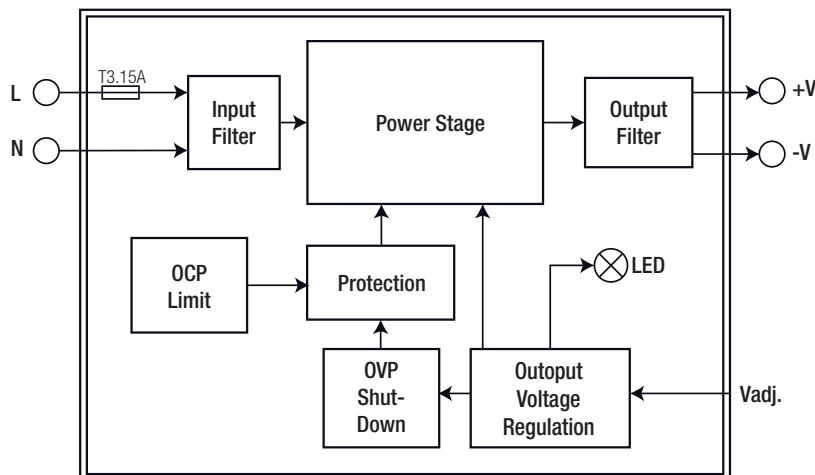 T3.15A
L
N
Input
Filter
Power Stage
Output
Filter
+V
-V
OCP
Limit
Protection
LED
OVP
Shut-
Down
Outoput
Voltage
Regulation
Vadj.